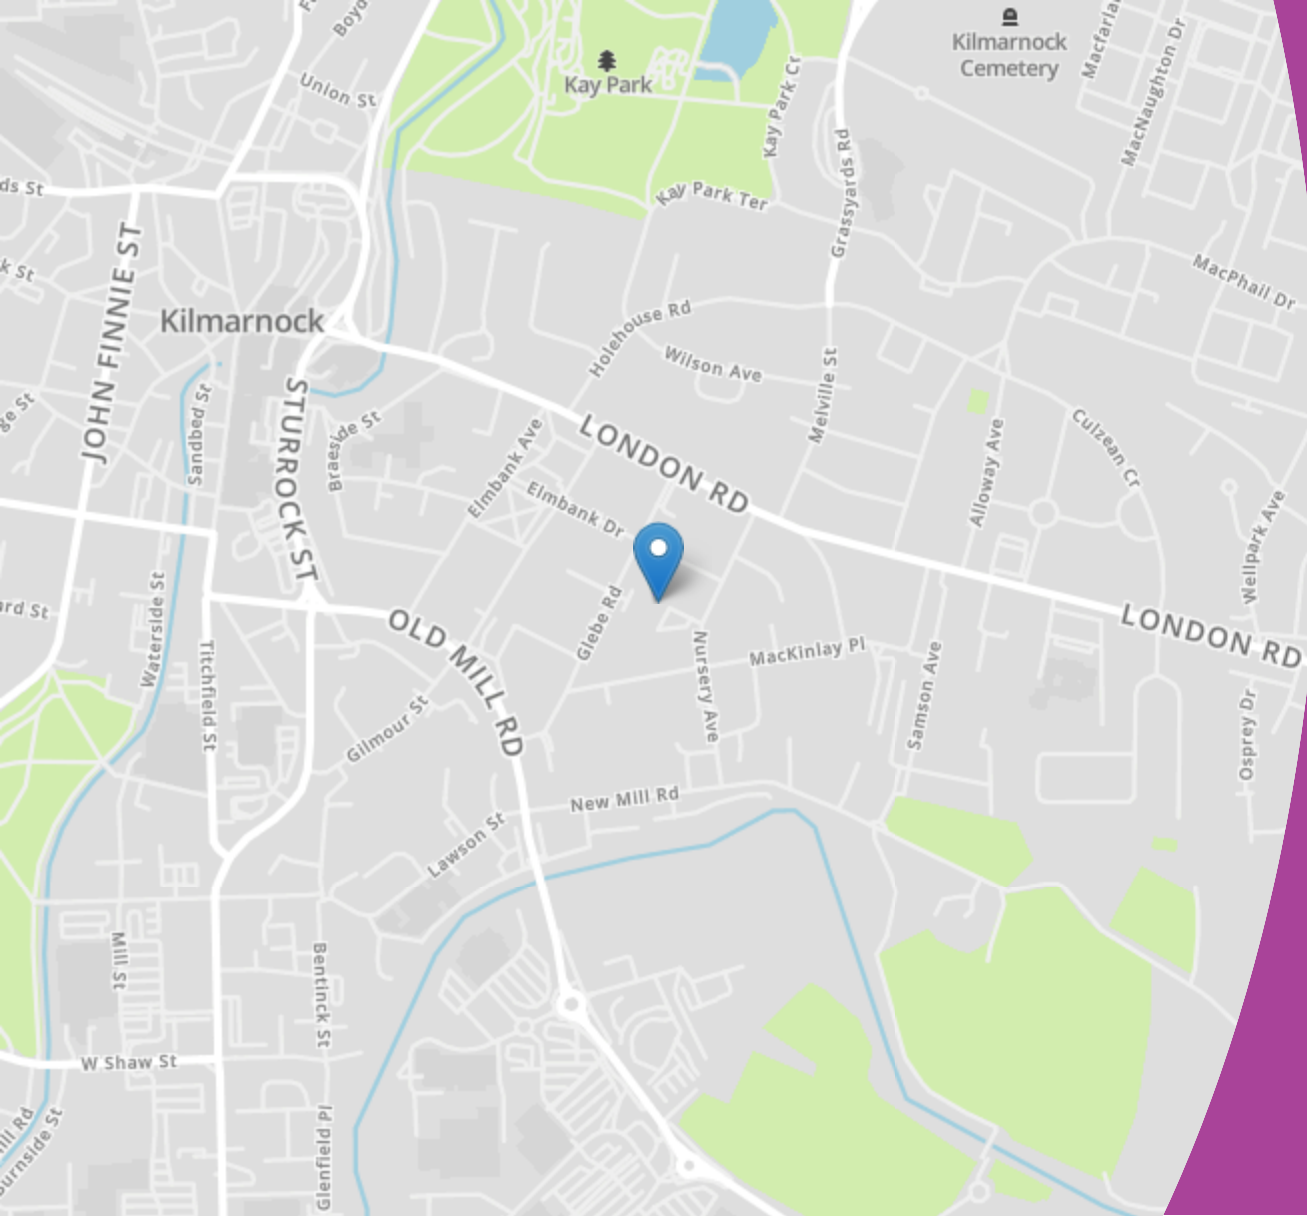 Boyd
Union St
Kay Park
Kilmarnock
Cemetery
Macfarla
MacNaughton Dr
Kay Park Cr
Grassyards Rd
ds St
Kay Park Ter
JOHN FINNIE ST
k St
MacPhail Dr
Kilmarnock
Holehouse Rd
Wilson Ave
Melville St
ge St
Sandbed St
STURROCK ST
Braeside St
Elmbank Ave
LONDON RD
Culzean Cr
Alloway Ave
Elmbank Dr
Wellpark Ave
ard St
Waterside St
Titchfield St
OLD MILL RD
Glebe Rd
Nursery Ave
MacKinlay Pl
Samson Ave
LONDON RD
Osprey Dr
Gilmour St
New Mill Rd
Lawson St
Mill St
Bentinck St
W Shaw St
ill Rd
Burnside St
Glenfield Pl